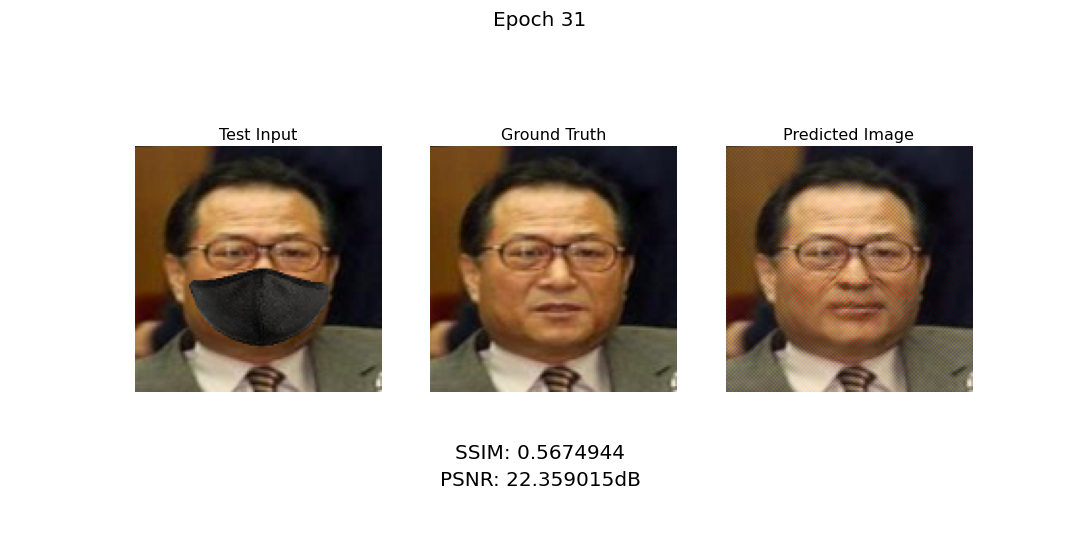 Epoch 31
Test Input
Ground Truth
Predicted Image
SSIM: 0.5674944
PSNR: 22.359015dB